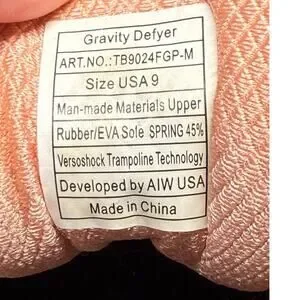 Gravity Defyer
ART.NO.:TB9024FGP-M
Size USA 9
Man-made Materials Upper
Rubber/EVA Sole SPRING 45%
Versoshock Trampoline Technology
Developed by AIW USA
Made in China